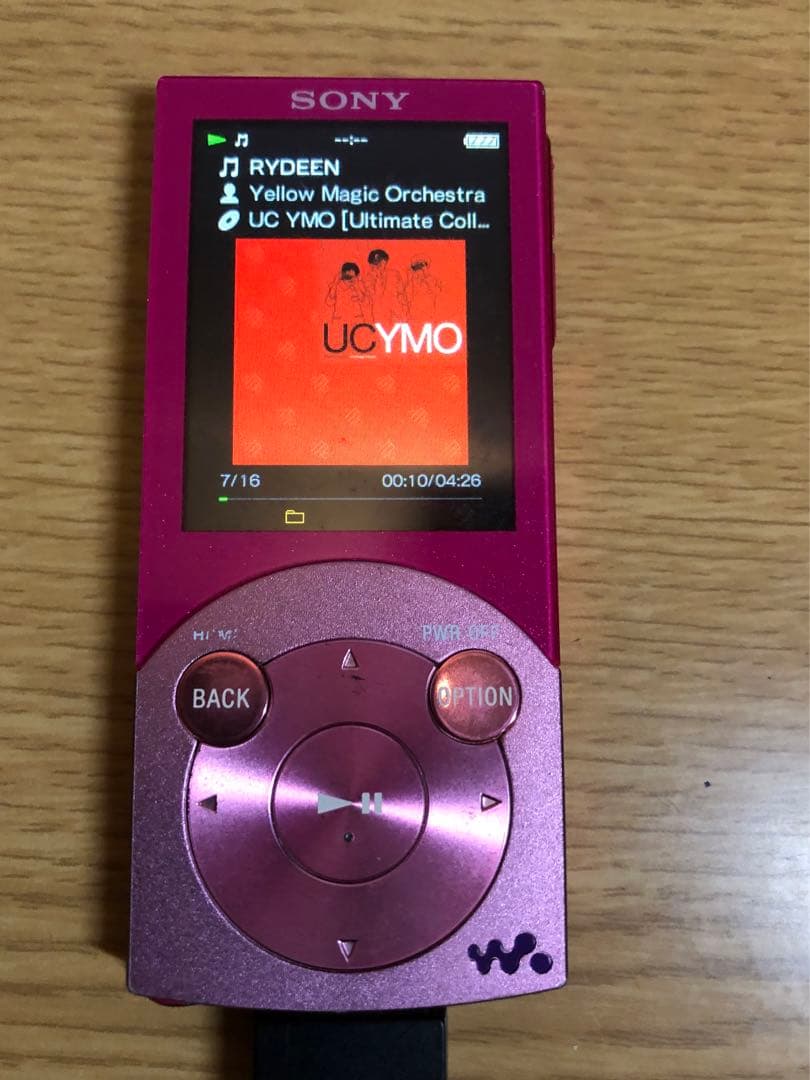 SONY
--:--
RYDEEN
Yellow Magic Orchestra
UC YMO [Ultimate Coll...
UCYMO
7/16 00:10/04:26
PWR OFF
BACK OPTION